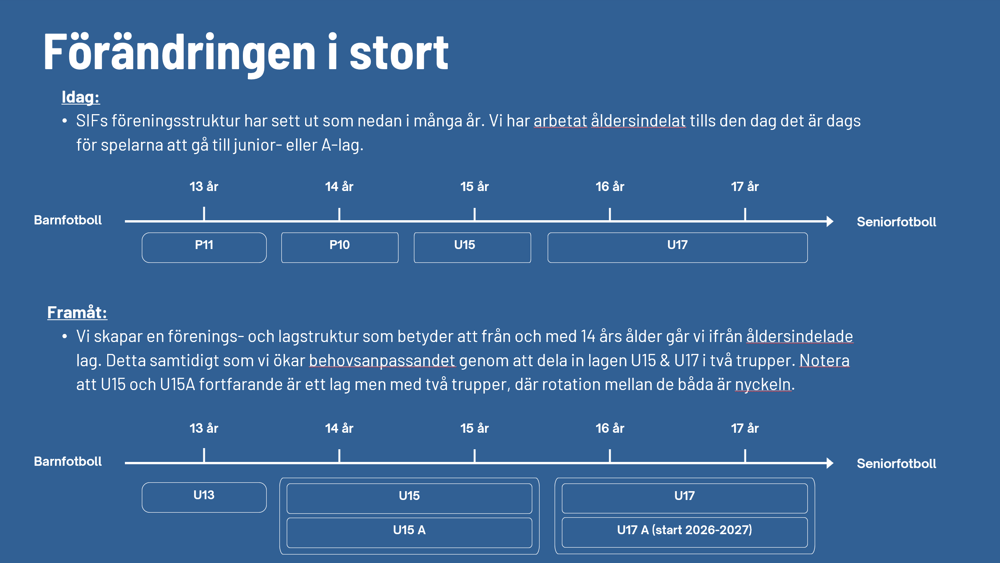 Förändringen i stort
Idag:
• SIFs föreningsstruktur har sett ut som nedan i många år. Vi har arbetat åldersindelat tills den dag det är dags
för spelarna att gå till junior- eller A-lag.
13 år 14 år 15 år 16 år 17 år
Barnfotboll Seniorfotboll
P11 P10 U15 U17
Framåt:
• Vi skapar en förenings- och lagstruktur som betyder att från och med 14 års ålder går vi ifrån åldersindelade
lag. Detta samtidigt som vi ökar behovsanpassandet genom att dela in lagen U15 & U17 i två trupper. Notera
att U15 och U15A fortfarande är ett lag men med två trupper, där rotation mellan de båda är nyckeln.
13 år 14 år 15 år 16 år 17 år
Barnfotboll Seniorfotboll
U13 U15 U17
U15 A U17 A (start 2026-2027)